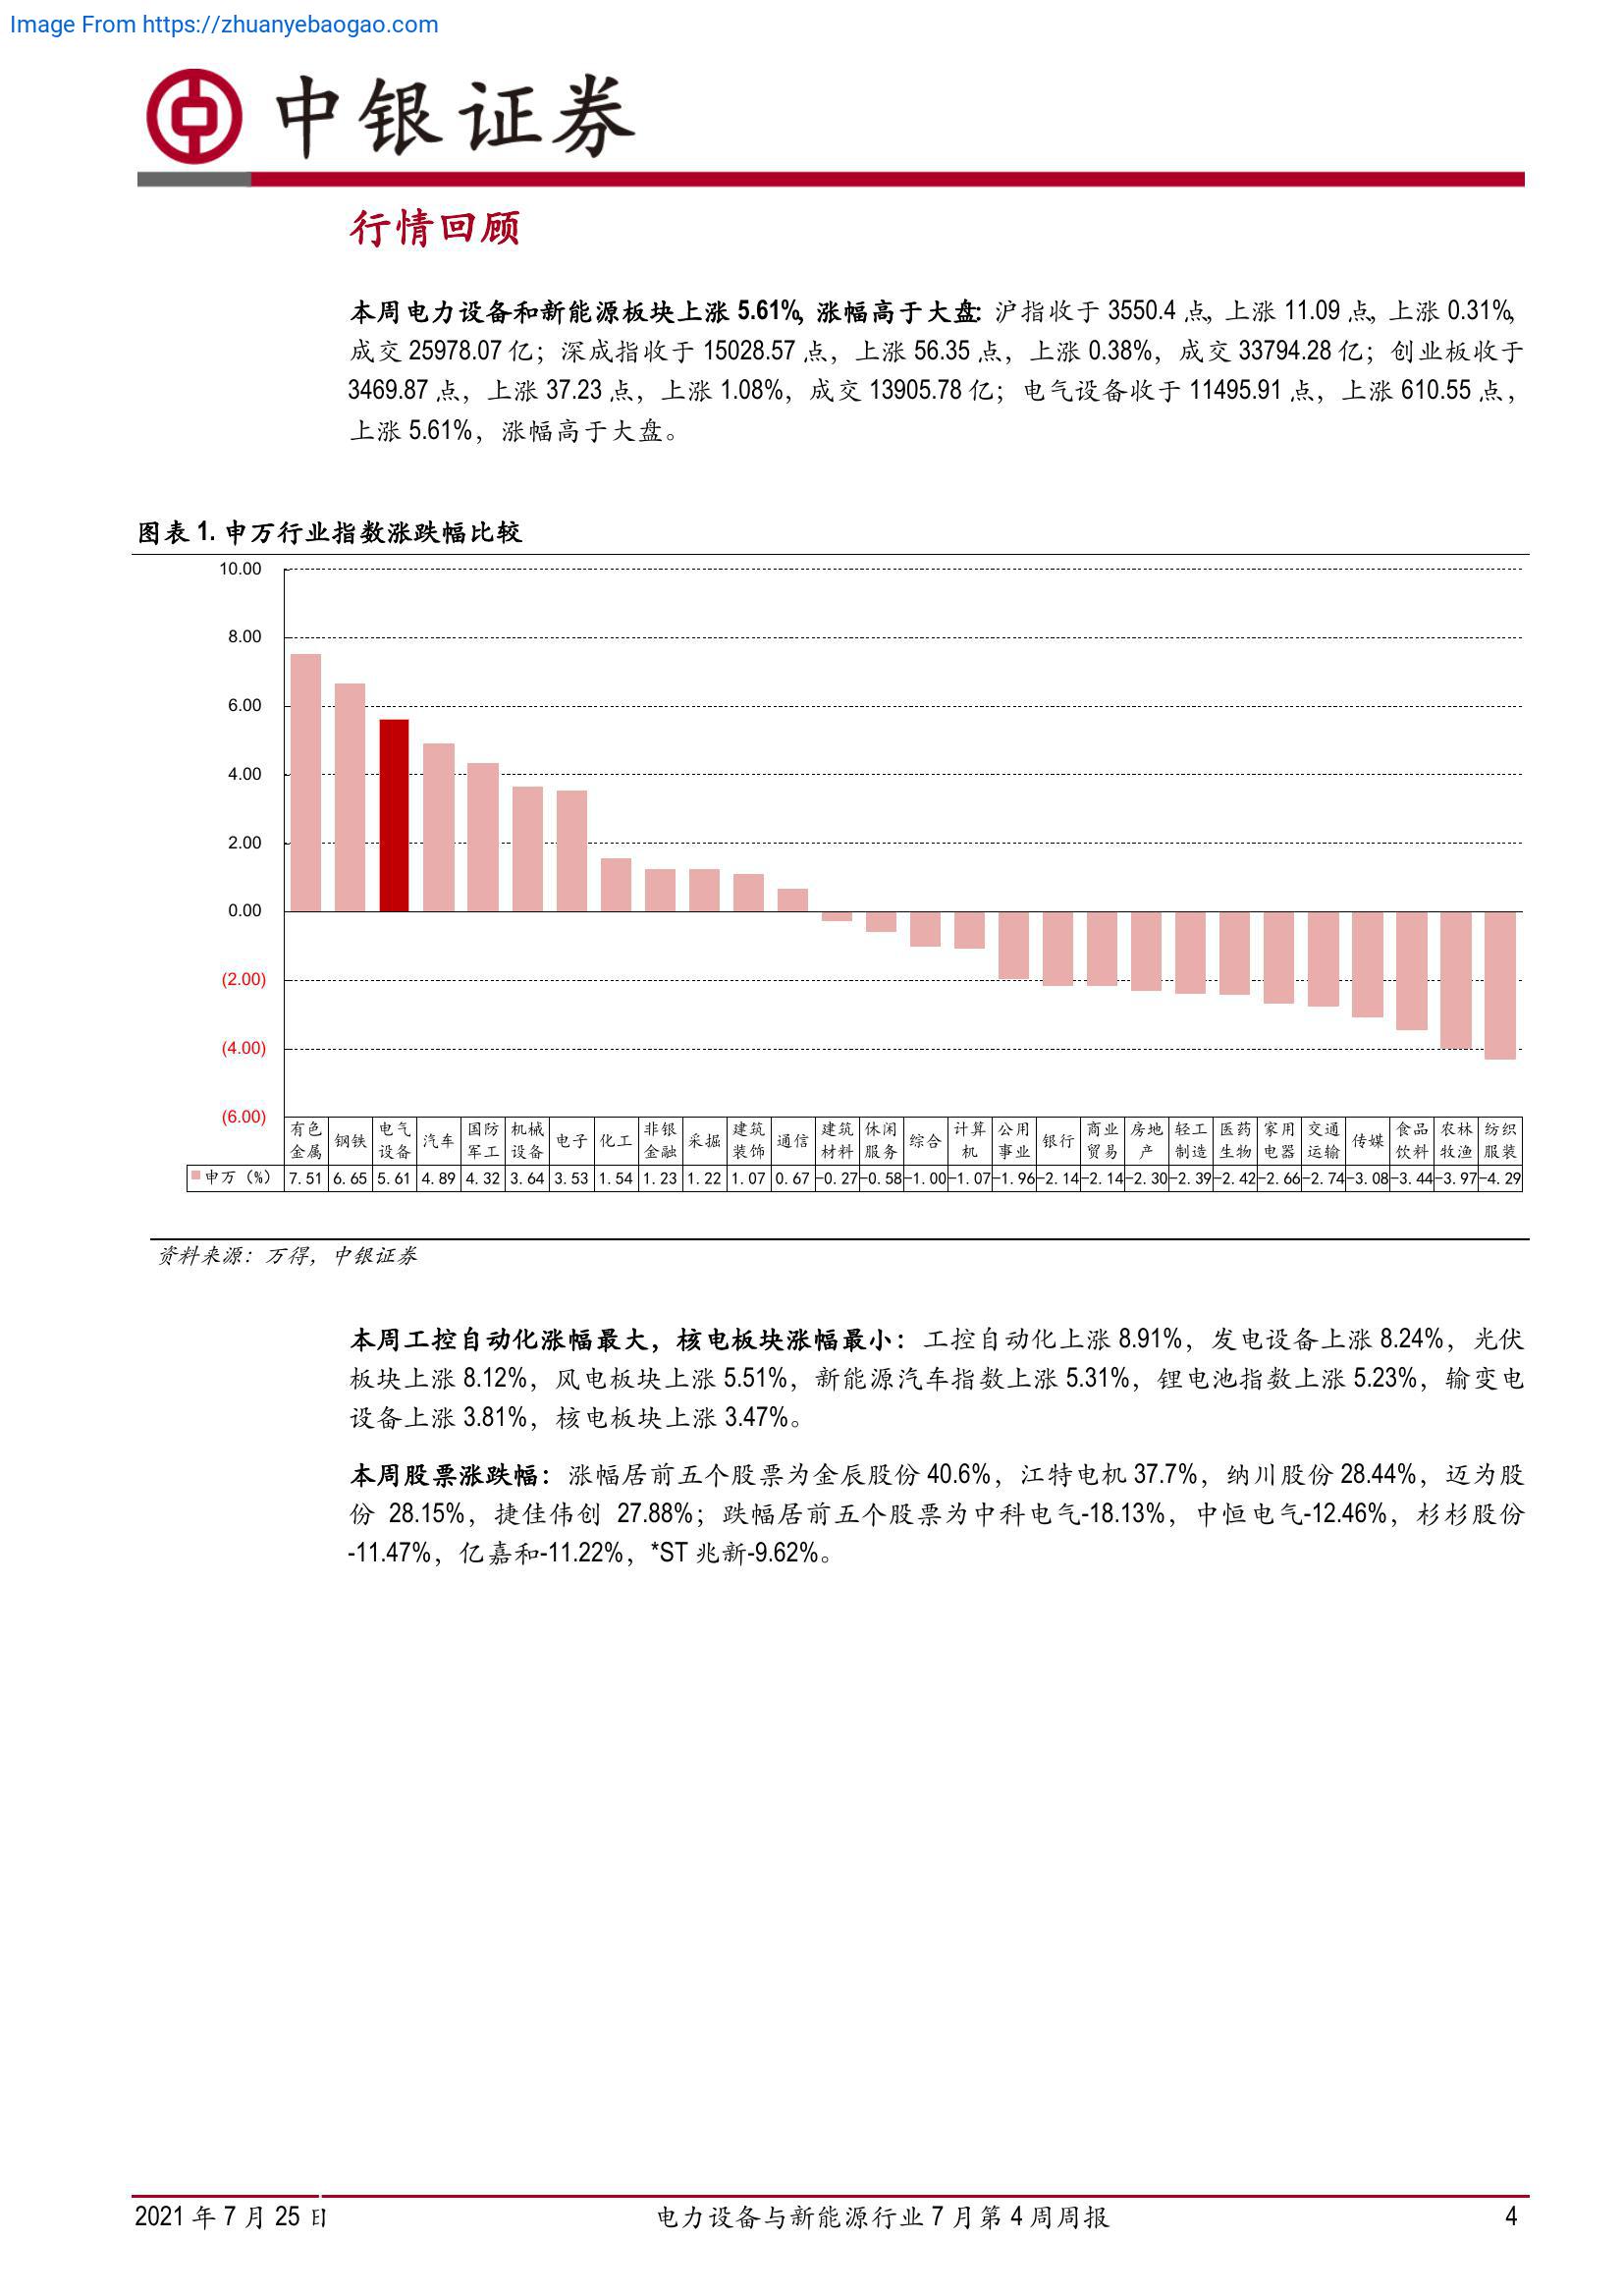 Image From https://zhuanyebaogao.com
中银证券
行情回顾
本周电力设备和新能源板块上涨 5.61%，涨幅高于大盘：沪指收于 3550.4 点，上涨 11.09 点，上涨 0.31%，
成交 25978.07 亿；深成指收于 15028.57 点，上涨 56.35 点，上涨 0.38%，成交 33794.28 亿；创业板收于
3469.87 点，上涨 37.23 点，上涨 1.08%，成交 13905.78 亿；电气设备收于 11495.91 点，上涨 610.55 点，
上涨 5.61%，涨幅高于大盘。
图表 1. 申万行业指数涨跌幅比较
10.00
8.00
6.00
4.00
2.00
0.00
(2.00)
(4.00)
(6.00)
有色金属 钢铁 电气设备 汽车 国防军工 机械设备 电子 化工 非银金融 采掘 建筑装饰 通信 建筑材料 休闲服务 综合 计算机 公用事业 银行 商业贸易 房地产 轻工制造 医药生物 家用电器 交通运输 传媒 食品饮料 农林牧渔 纺织服装
申万（%） 7.51 6.65 5.61 4.89 4.32 3.64 3.53 1.54 1.23 1.22 1.07 0.67 -0.27 -0.58 -1.00 -1.07 -1.96 -2.14 -2.14 -2.30 -2.39 -2.42 -2.66 -2.74 -3.08 -3.44 -3.97 -4.29
资料来源：万得，中银证券
本周工控自动化涨幅最大，核电板块涨幅最小：工控自动化上涨 8.91%，发电设备上涨 8.24%，光伏
板块上涨 8.12%，风电板块上涨 5.51%，新能源汽车指数上涨 5.31%，锂电池指数上涨 5.23%，输变电
设备上涨 3.81%，核电板块上涨 3.47%。
本周股票涨跌幅：涨幅居前五个股票为金辰股份 40.6%，江特电机 37.7%，纳川股份 28.44%，迈为股
份 28.15%，捷佳伟创 27.88%；跌幅居前五个股票为中科电气-18.13%，中恒电气-12.46%，杉杉股份
-11.47%，亿嘉和-11.22%，*ST 兆新-9.62%。
2021 年 7 月 25 日
电力设备与新能源行业 7 月第 4 周周报
4